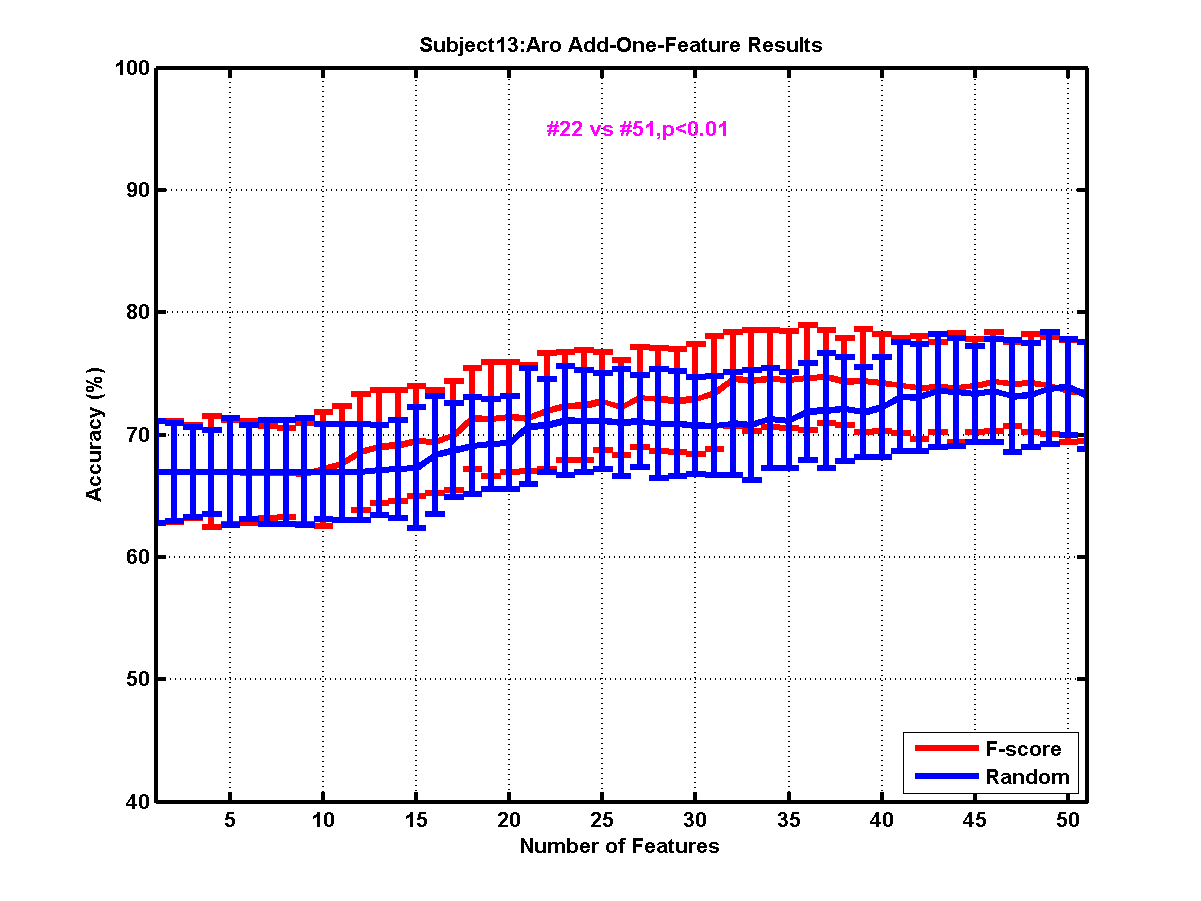 Subject13:Aro Add-One-Feature Results
#22 vs #51,p<0.01
100
90
80
70
60
50
40
Accuracy (%)
5 10 15 20 25 30 35 40 45 50
Number of Features
F-score
Random